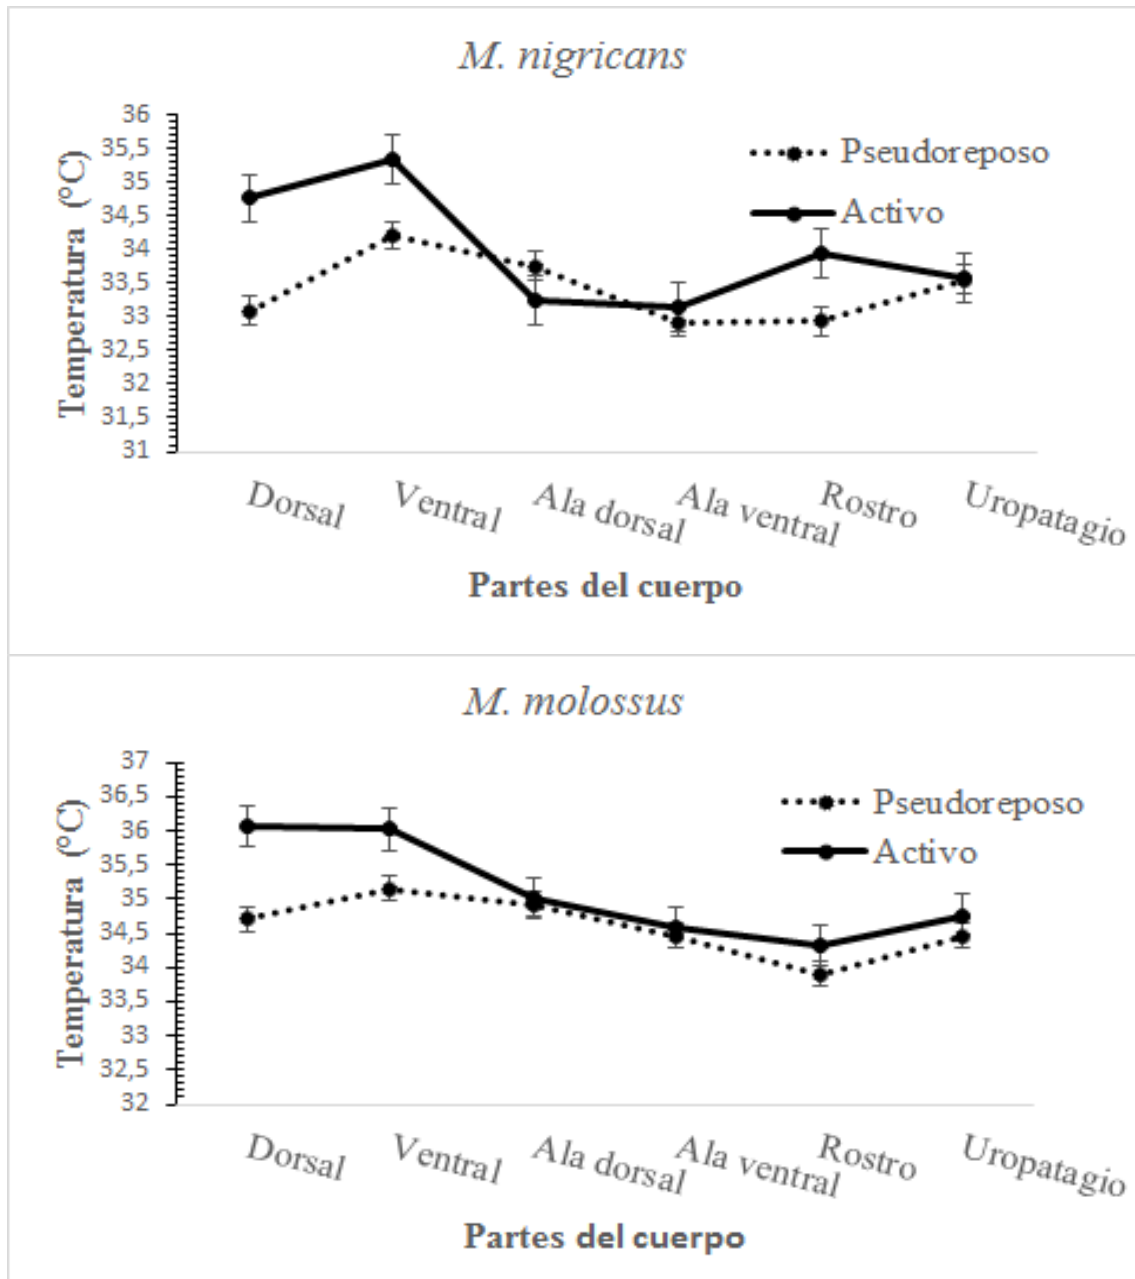 M. nigricans
36
35,5
35
34,5
34
33,5
33
32,5
32
31,5
31
Temperatura (°C)
Pseudoreposo
Activo
Dorsal
Ventral
Ala dorsal
Ala ventral
Rostro
Uropatagio
Partes del cuerpo
M. molossus
37
36,5
36
35,5
35
34,5
34
33,5
33
32,5
32
Temperatura (°C)
Pseudoreposo
Activo
Dorsal
Ventral
Ala dorsal
Ala ventral
Rostro
Uropatagio
Partes del cuerpo